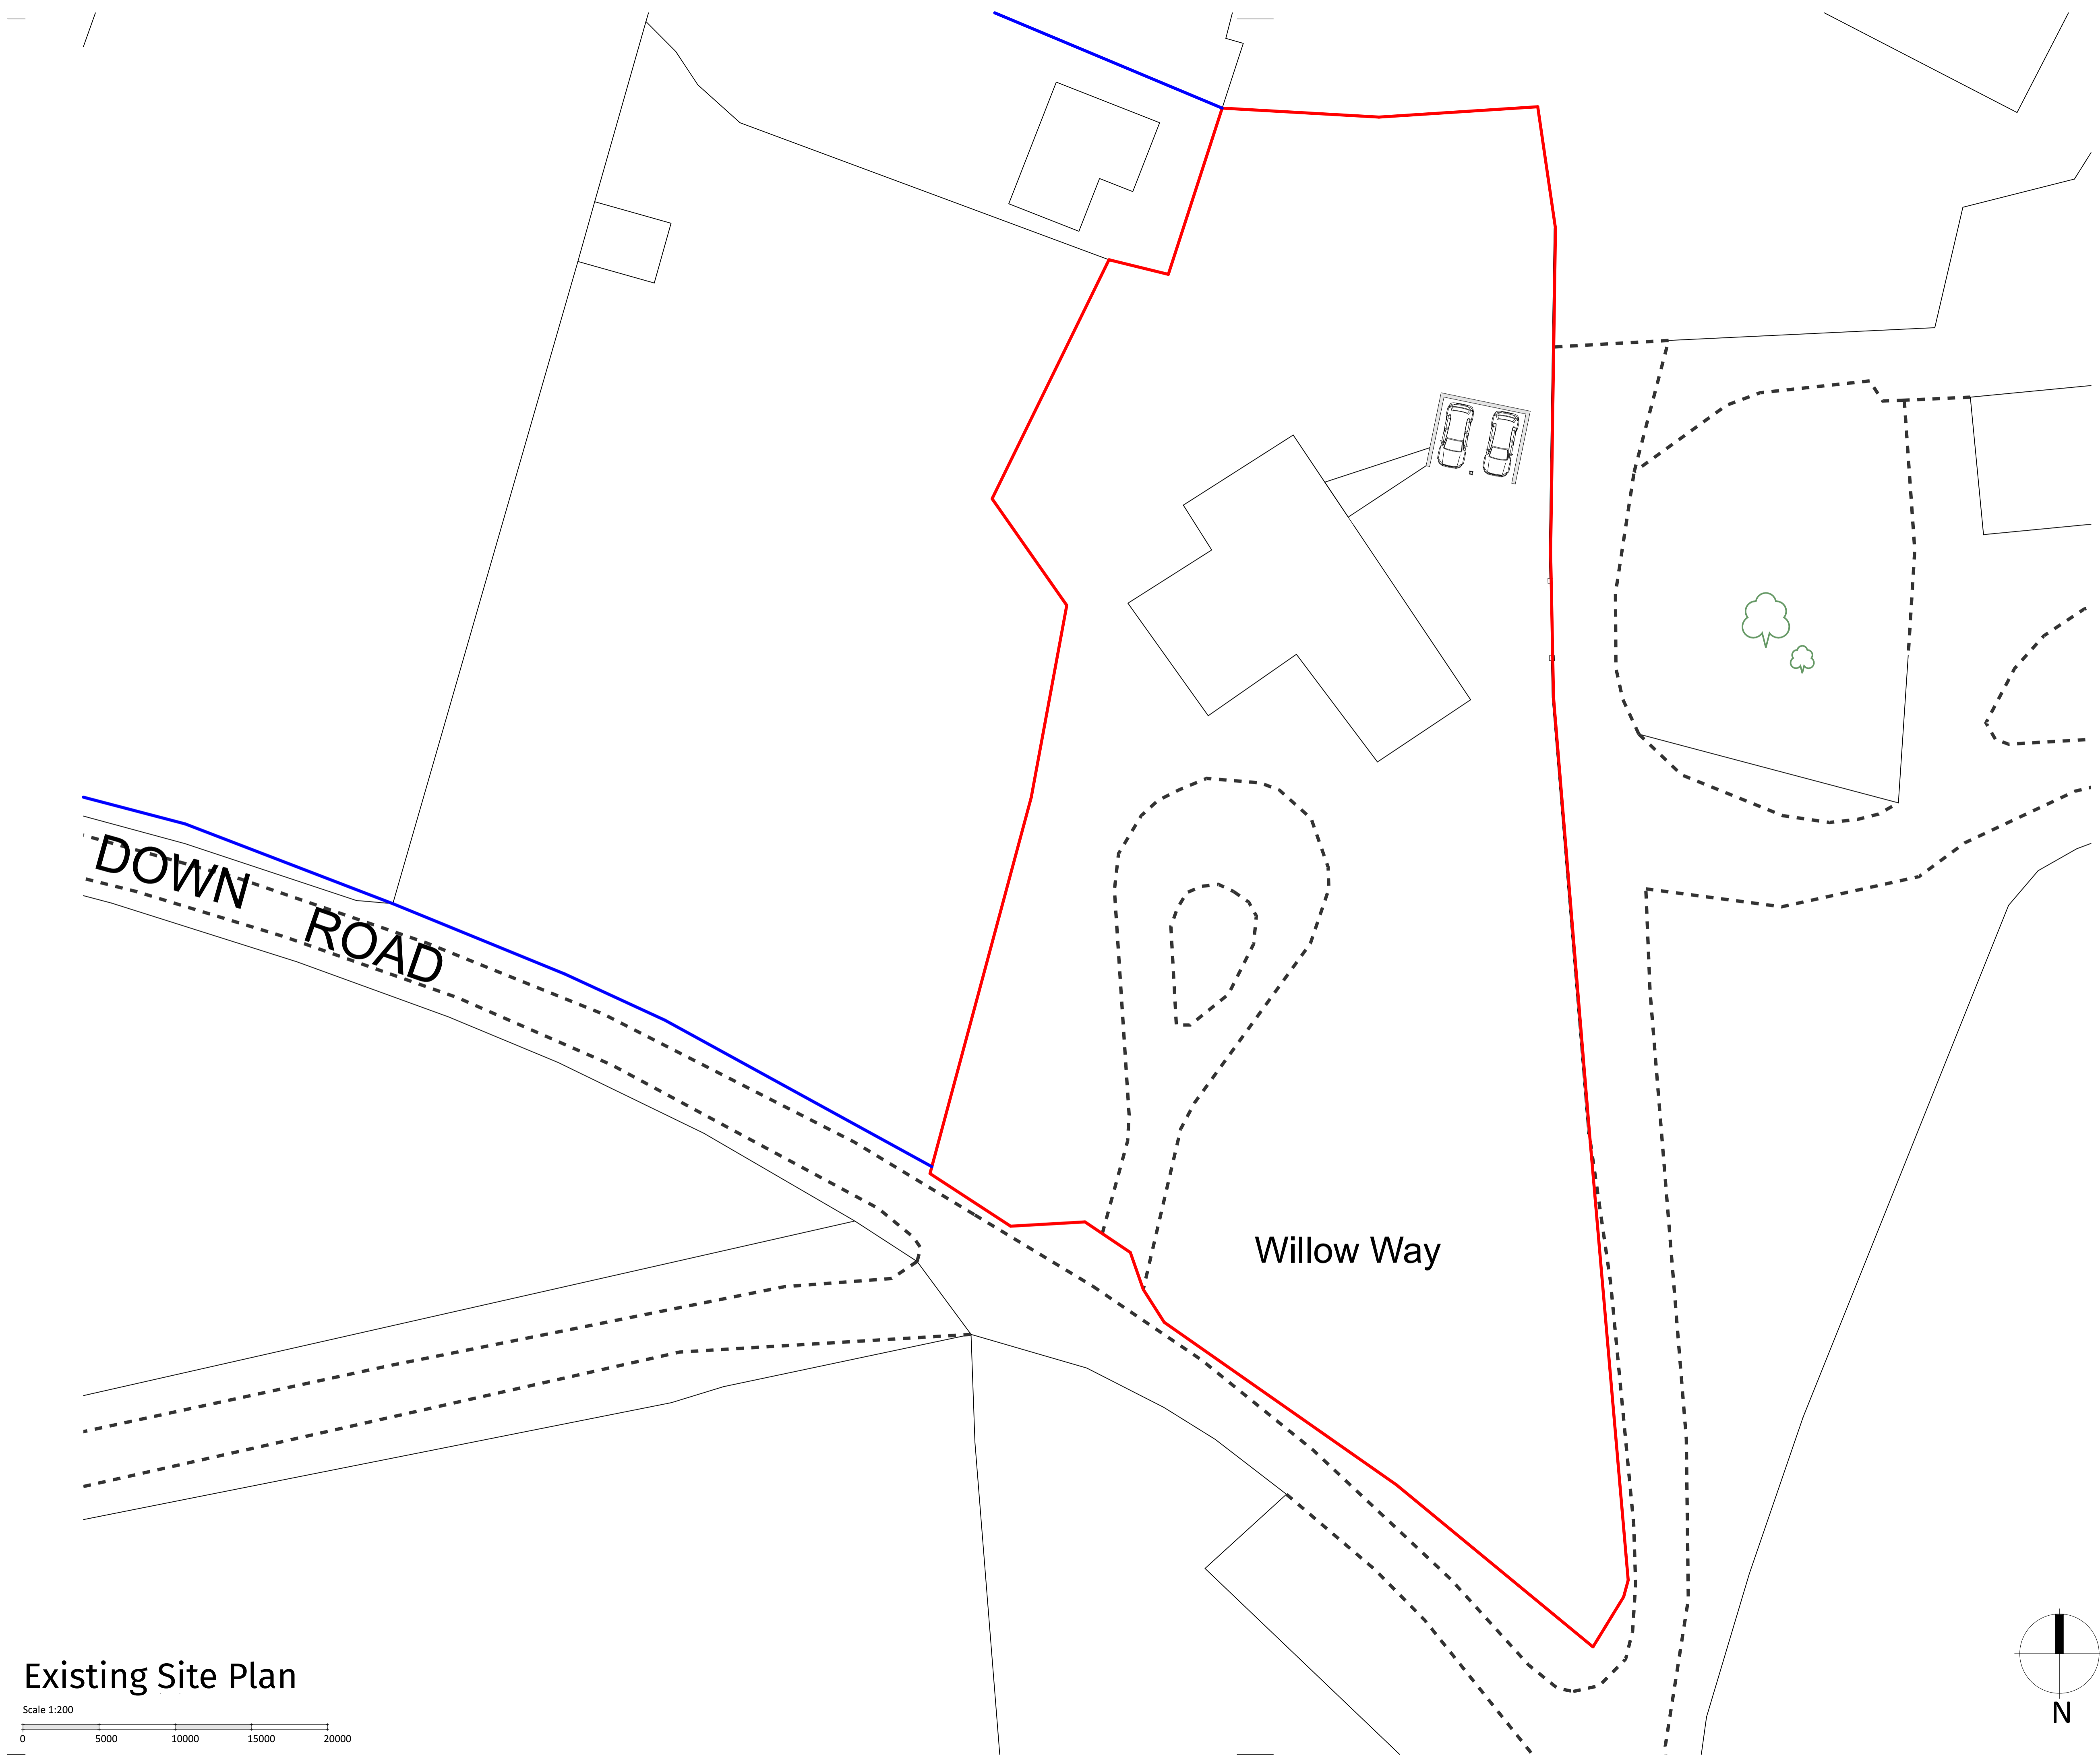 DOWN ROAD
Willow Way
Existing Site Plan
Scale 1:200
0 5000 10000 15000 20000
N